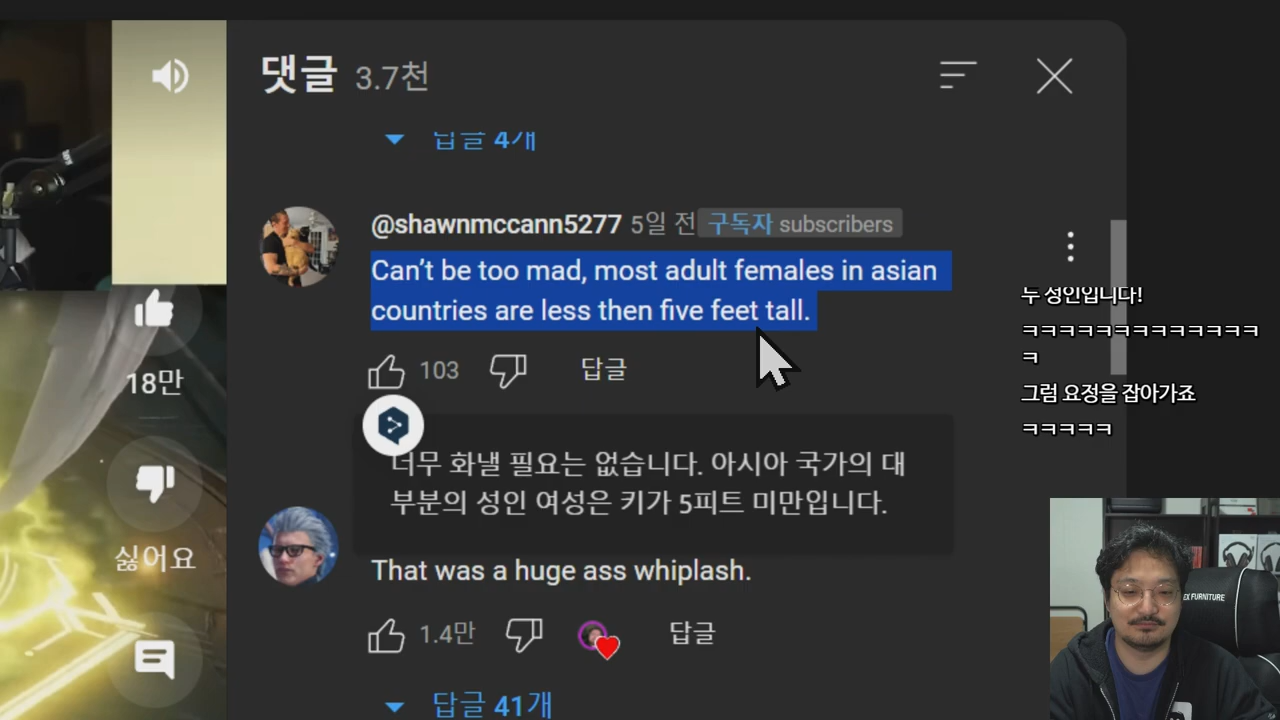 댓글 3.7천
답글 4개
@shawnmccann5277 5일 전 구독자 subscribers
Can't be too mad, most adult females in asian
countries are less then five feet tall.
103 답글
너무 화낼 필요는 없습니다. 아시아 국가의 대
부분의 성인 여성은 키가 5피트 미만입니다.
That was a huge ass whiplash.
1.4만 답글
답글 41개
18만
싫어요
두 성인입니다!
ㅋㅋㅋㅋㅋㅋㅋㅋㅋㅋㅋㅋㅋ
ㅋ
그럼 요정을 잡아가죠
ㅋㅋㅋㅋㅋ
EX FURNITURE